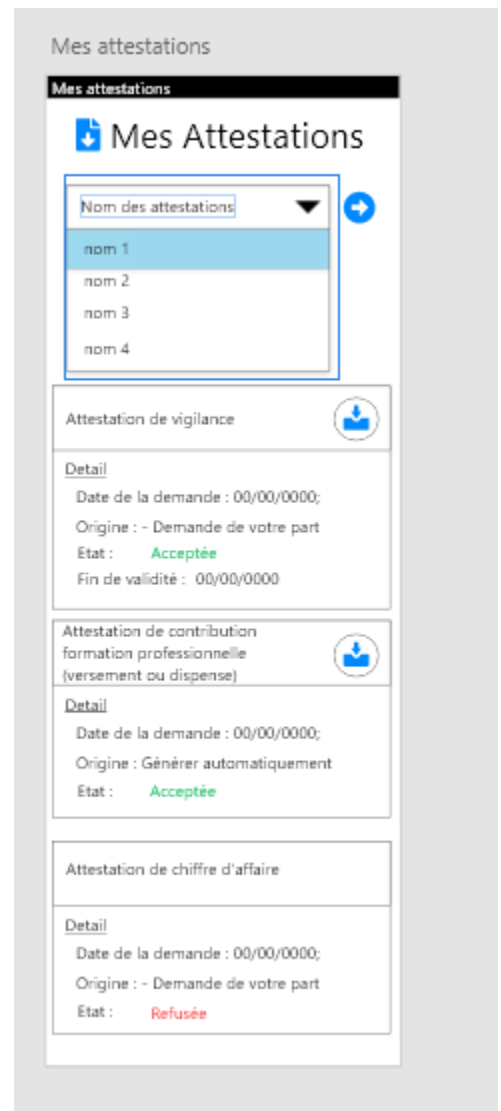 Mes attestations
Mes attestations
Mes Attestations
Nom des attestations
nom 1
nom 2
nom 3
nom 4
Attestation de vigilance
Detail
Date de la demande : 00/00/0000;
Origine : - Demande de votre part
Etat : Acceptée
Fin de validité : 00/00/0000
Attestation de contribution
formation professionnelle
(versement ou dispense)
Detail
Date de la demande : 00/00/0000;
Origine : Générer automatiquement
Etat : Acceptée
Attestation de chiffre d'affaire
Detail
Date de la demande : 00/00/0000;
Origine : - Demande de votre part
Etat : Refusée